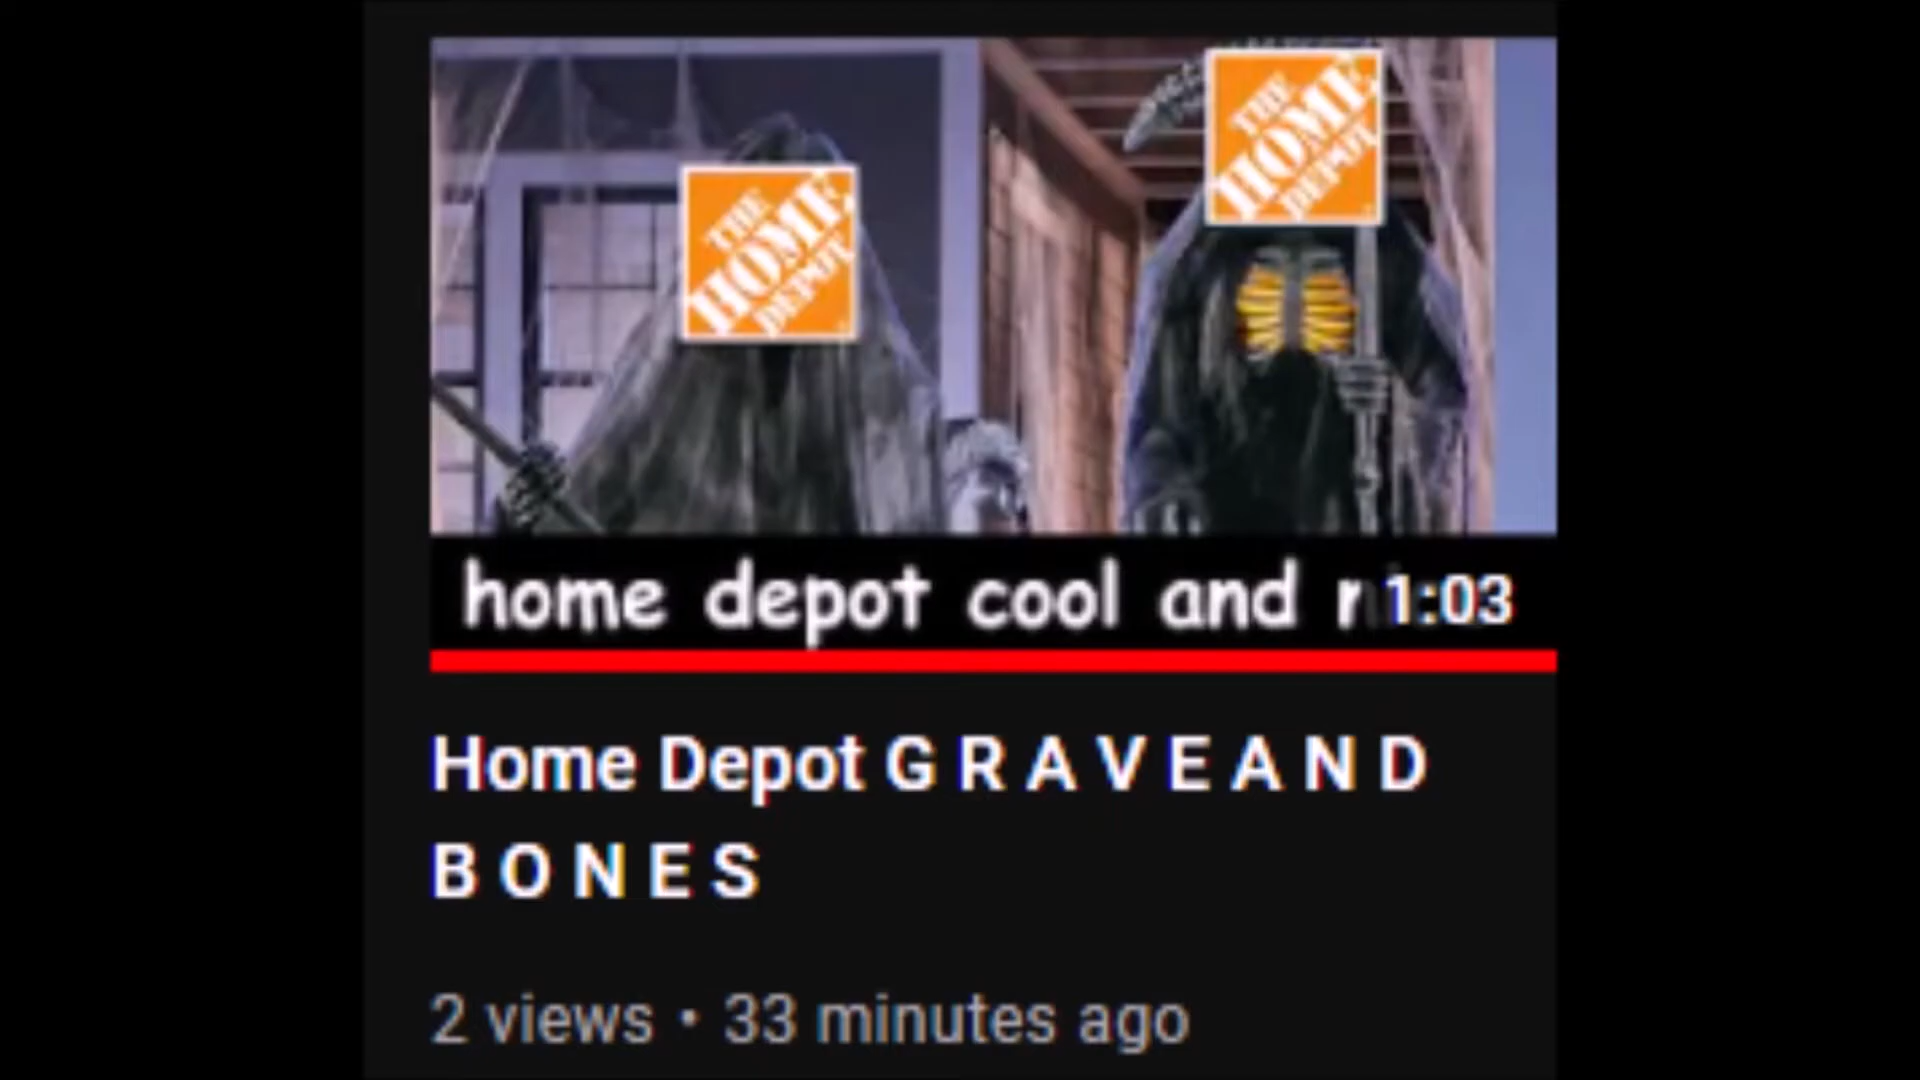 THE
HOME
DEPOT
THE
HOME
DEPOT
home depot cool and
1:03
Home Depot G R A V E A N D
B O N E S
2 views • 33 minutes ago